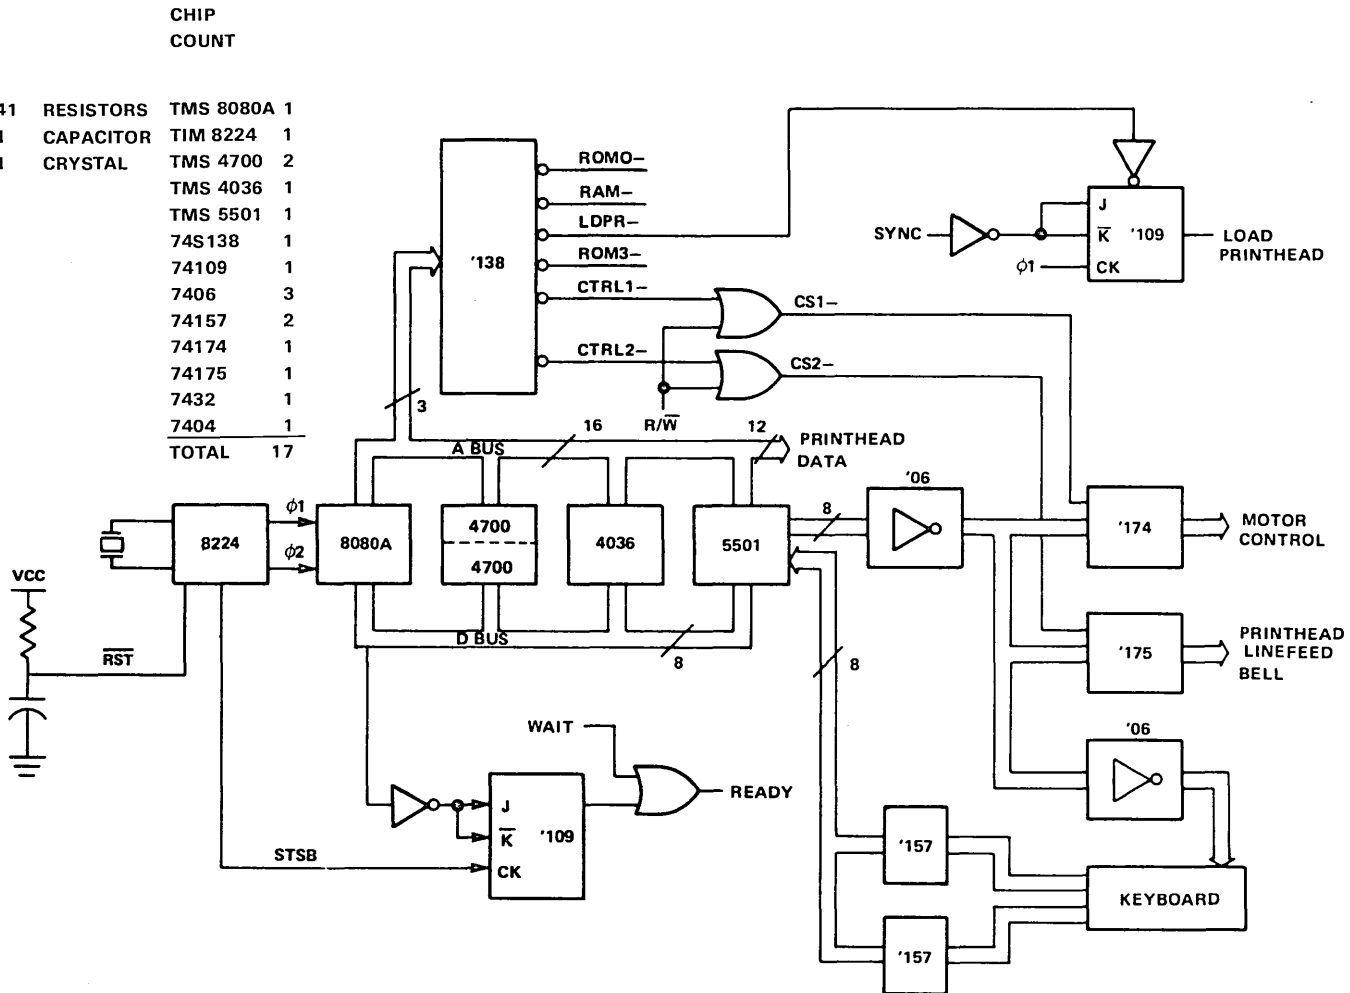 CHIP
COUNT
41 RESISTORS TMS 8080A 1
1 CAPACITOR TIM 8224 1
1 CRYSTAL TMS 4700 2
TMS 4036 1
TMS 5501 1
74S138 1
74109 1
7406 3
74157 2
74174 1
74175 1
7432 1
7404 1
TOTAL 17
'138
ROMO–
RAM–
LDPR–
ROM3–
CTRL1–
CTRL2–
CS1–
CS2–
R/W̅
SYNC
J
K̅
CK
'109
ϕ1
LOAD
PRINTHEAD
3
A BUS
16
12
PRINTHEAD
DATA
8224
ϕ1
ϕ2
8080A
4700
4700
4036
5501
8
'06
'174
MOTOR
CONTROL
VCC
R̅S̅T̅
D BUS
8
8
'175
PRINTHEAD
LINEFEED
BELL
WAIT
READY
J
K̅
CK
'109
STSB
'06
'157
'157
KEYBOARD